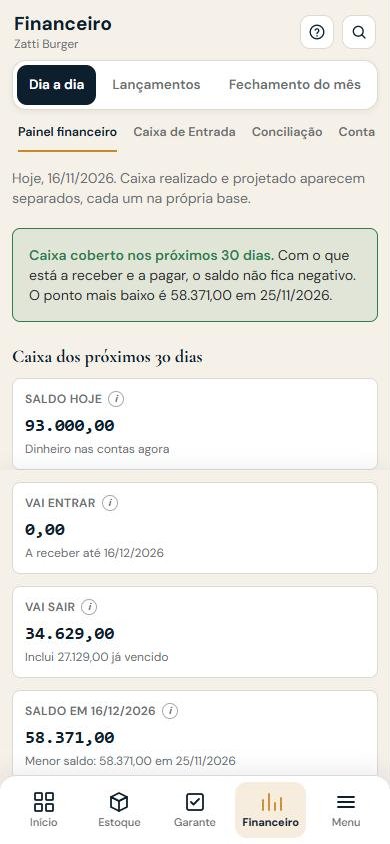 Financeiro
Zatti Burger
Dia a dia
Lançamentos
Fechamento do mês
Painel financeiro
Caixa de Entrada
Conciliação
Conta
Hoje, 16/11/2026. Caixa realizado e projetado aparecem
separados, cada um na própria base.
Caixa coberto nos próximos 30 dias. Com o que
está a receber e a pagar, o saldo não fica negativo.
O ponto mais baixo é 58.371,00 em 25/11/2026.
Caixa dos próximos 30 dias
SALDO HOJE i
93.000,00
Dinheiro nas contas agora
VAI ENTRAR i
0,00
A receber até 16/12/2026
VAI SAIR i
34.629,00
Inclui 27.129,00 já vencido
SALDO EM 16/12/2026 i
58.371,00
Menor saldo: 58.371,00 em 25/11/2026
Início
Estoque
Garante
Financeiro
Menu